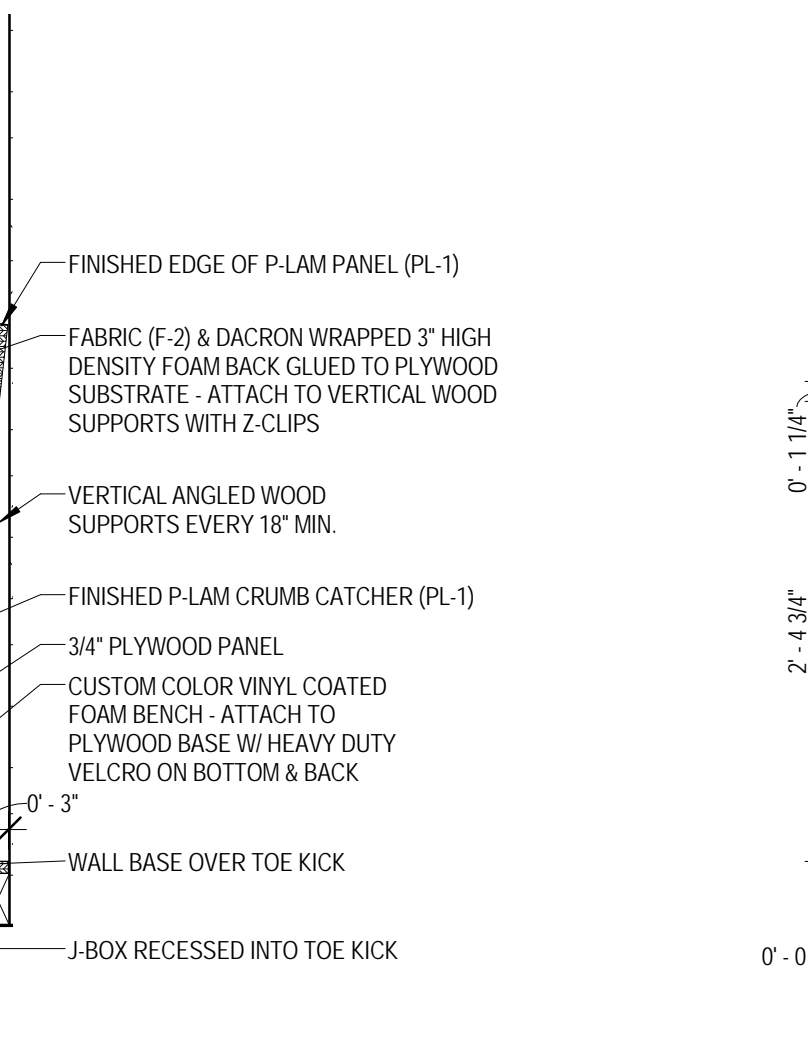 FINISHED EDGE OF P-LAM PANEL (PL-1)
FABRIC (F-2) & DACRON WRAPPED 3" HIGH
DENSITY FOAM BACK GLUED TO PLYWOOD
SUBSTRATE - ATTACH TO VERTICAL WOOD
SUPPORTS WITH Z-CLIPS
0' - 1 1/4"
VERTICAL ANGLED WOOD
SUPPORTS EVERY 18" MIN.
FINISHED P-LAM CRUMB CATCHER (PL-1)
2' - 4 3/4"
3/4" PLYWOOD PANEL
CUSTOM COLOR VINYL COATED
FOAM BENCH - ATTACH TO
PLYWOOD BASE W/ HEAVY DUTY
VELCRO ON BOTTOM & BACK
0' - 3"
WALL BASE OVER TOE KICK
J-BOX RECESSED INTO TOE KICK
0' - 0